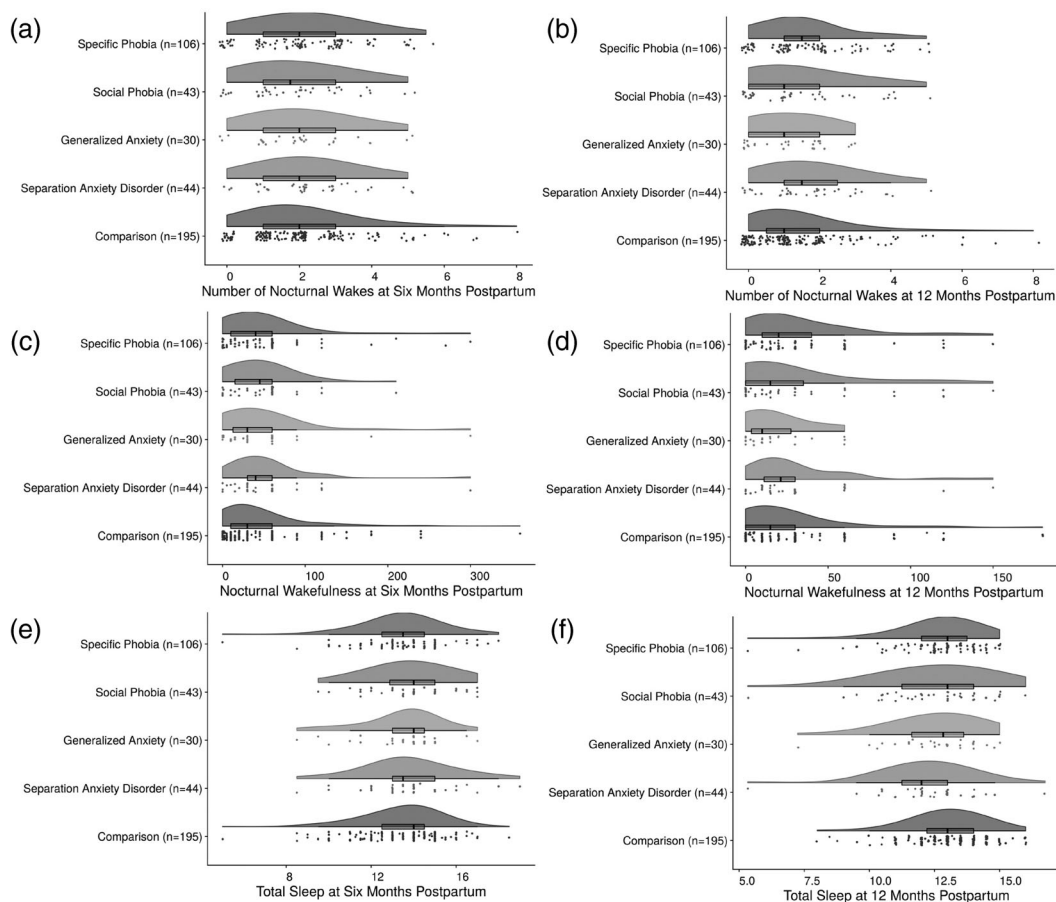 (a)
Specific Phobia (n=106)
Social Phobia (n=43)
Generalized Anxiety (n=30)
Separation Anxiety Disorder (n=44)
Comparison (n=195)
0 2 4 6 8
Number of Nocturnal Wakes at Six Months Postpartum
(b)
Specific Phobia (n=106)
Social Phobia (n=43)
Generalized Anxiety (n=30)
Separation Anxiety Disorder (n=44)
Comparison (n=195)
0 2 4 6 8
Number of Nocturnal Wakes at 12 Months Postpartum
(c)
Specific Phobia (n=106)
Social Phobia (n=43)
Generalized Anxiety (n=30)
Separation Anxiety Disorder (n=44)
Comparison (n=195)
0 100 200 300
Nocturnal Wakefulness at Six Months Postpartum
(d)
Specific Phobia (n=106)
Social Phobia (n=43)
Generalized Anxiety (n=30)
Separation Anxiety Disorder (n=44)
Comparison (n=195)
0 50 100 150
Nocturnal Wakefulness at 12 Months Postpartum
(e)
Specific Phobia (n=106)
Social Phobia (n=43)
Generalized Anxiety (n=30)
Separation Anxiety Disorder (n=44)
Comparison (n=195)
8 12 16
Total Sleep at Six Months Postpartum
(f)
Specific Phobia (n=106)
Social Phobia (n=43)
Generalized Anxiety (n=30)
Separation Anxiety Disorder (n=44)
Comparison (n=195)
5.0 7.5 10.0 12.5 15.0
Total Sleep at 12 Months Postpartum